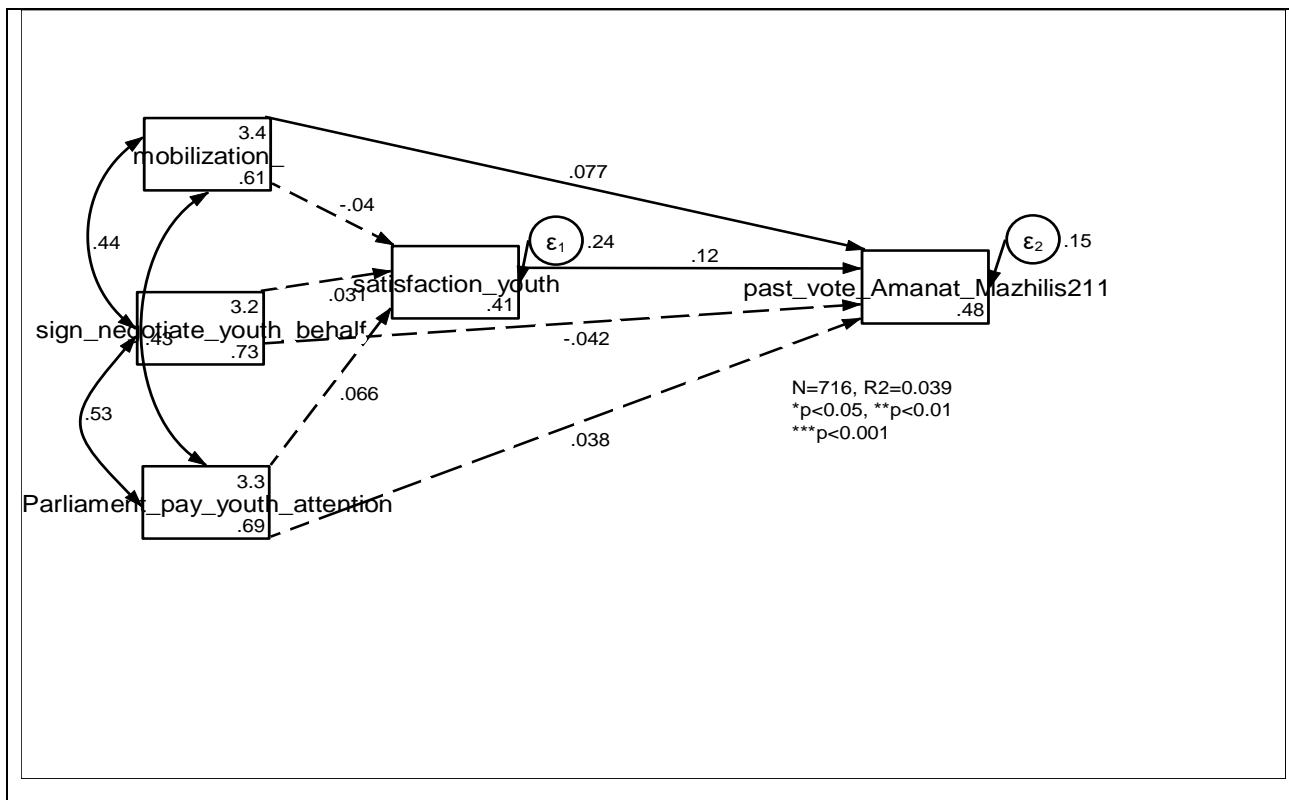 3.4
mobilization_
.61
.077
-.04
ε1
.24
ε2
.15
.44
.12
satisfaction_youth
.41
past_vote_Amanat_Mazhilis211
.48
.031
3.2
sign_negotiate_youth_behalf
.43
.73
-.042
.066
N=716, R2=0.039
*p<0.05, **p<0.01
***p<0.001
.53
.038
3.3
Parliament_pay_youth_attention
.69